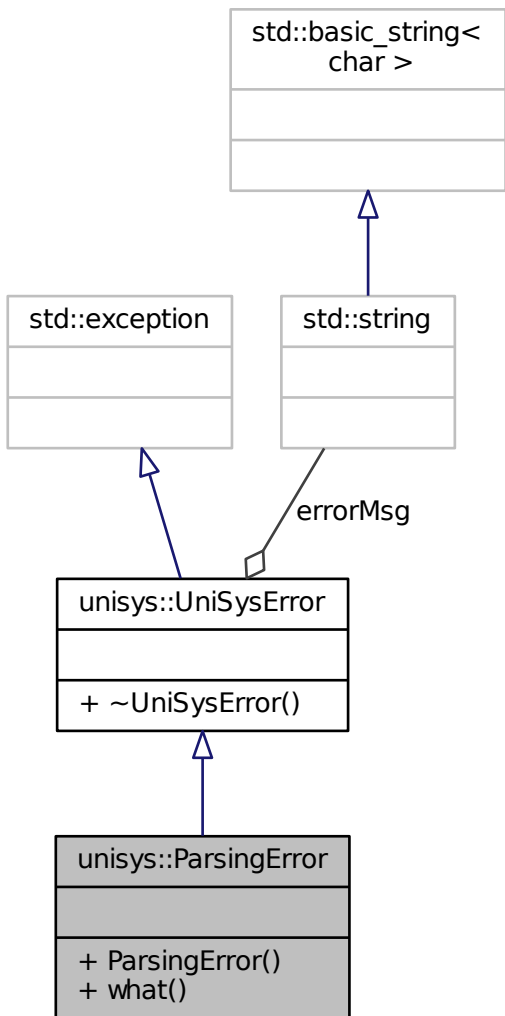 std::basic_string<
char >
std::exception
std::string
errorMsg
unisys::UniSysError
+ ~UniSysError()
unisys::ParsingError
+ ParsingError()
+ what()